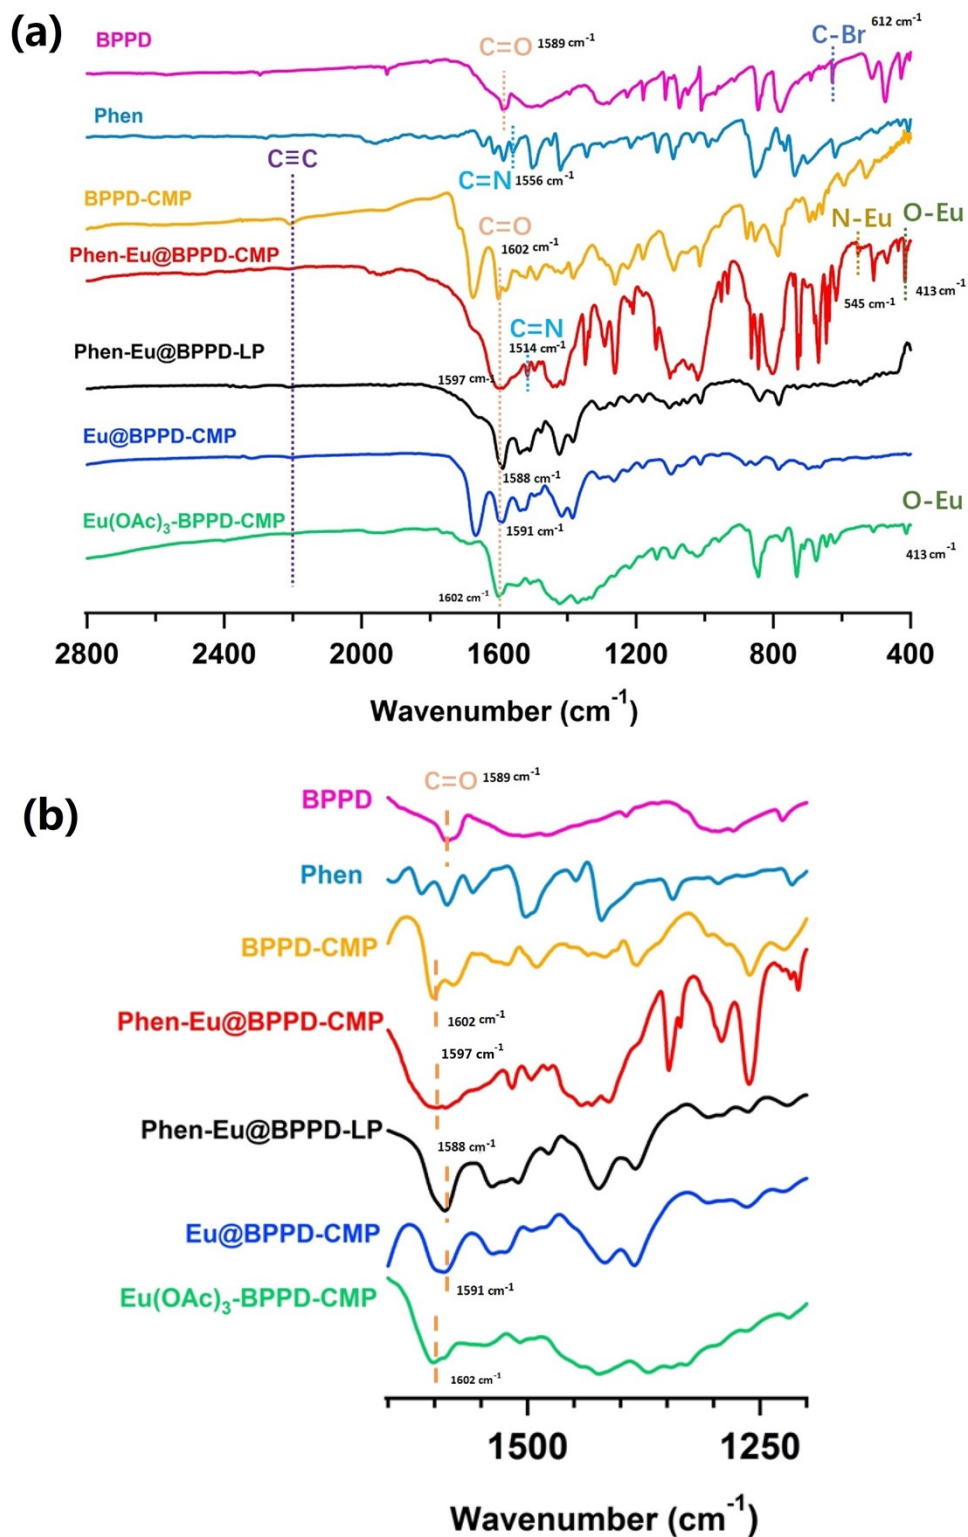 (a)
BPPD
C=O 1589 cm-1
C-Br 612 cm-1
Phen
C≡C
C=N 1556 cm-1
BPPD-CMP
C=O
1602 cm-1
N-Eu O-Eu
Phen-Eu@BPPD-CMP
545 cm-1 413 cm-1
C=N
1514 cm-1
Phen-Eu@BPPD-LP
1597 cm-1
Eu@BPPD-CMP
1588 cm-1
O-Eu
Eu(OAc)3-BPPD-CMP
1591 cm-1
413 cm-1
1602 cm-1
2800 2400 2000 1600 1200 800 400
Wavenumber (cm-1)
(b)
C=O 1589 cm-1
BPPD
Phen
BPPD-CMP
1602 cm-1
Phen-Eu@BPPD-CMP
1597 cm-1
Phen-Eu@BPPD-LP
1588 cm-1
Eu@BPPD-CMP
1591 cm-1
Eu(OAc)3-BPPD-CMP
1602 cm-1
1500 1250
Wavenumber (cm-1)